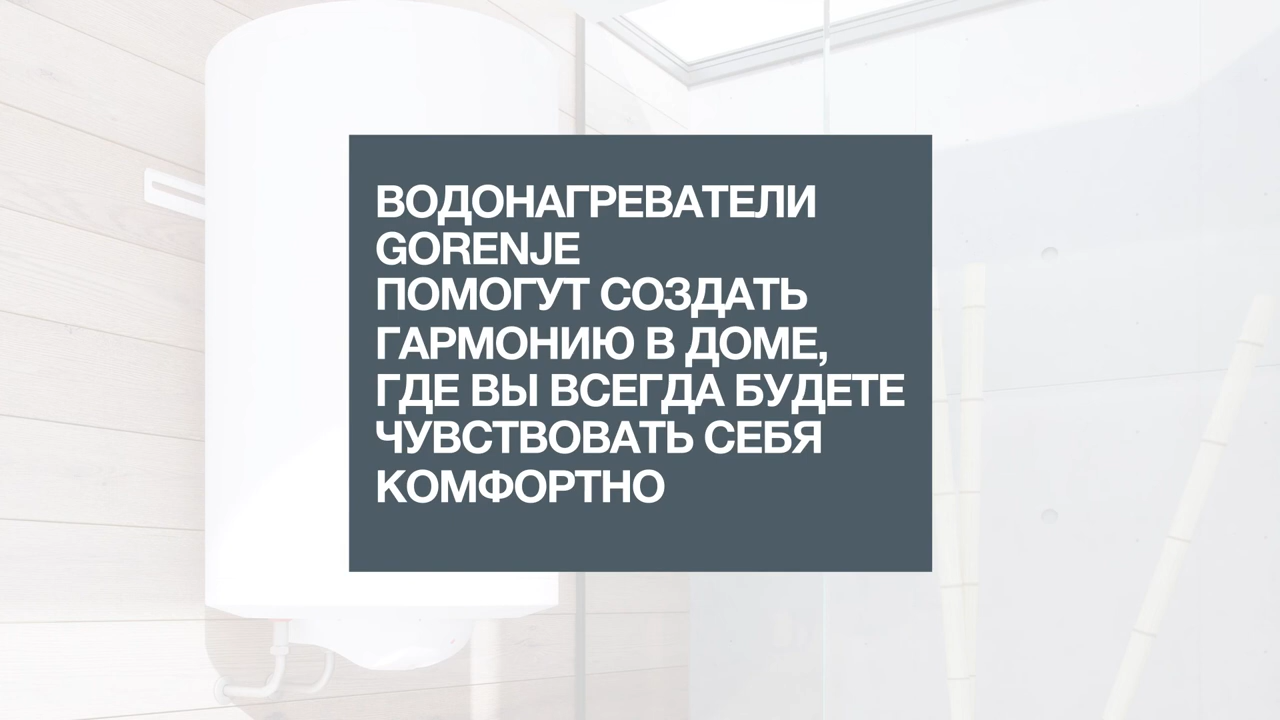 ВОДОНАГРЕВАТЕЛИ
GORENJE
ПОМОГУТ СОЗДАТЬ
ГАРМОНИЮ В ДОМЕ,
ГДЕ ВЫ ВСЕГДА БУДЕТЕ
ЧУВСТВОВАТЬ СЕБЯ
КОМФОРТНО